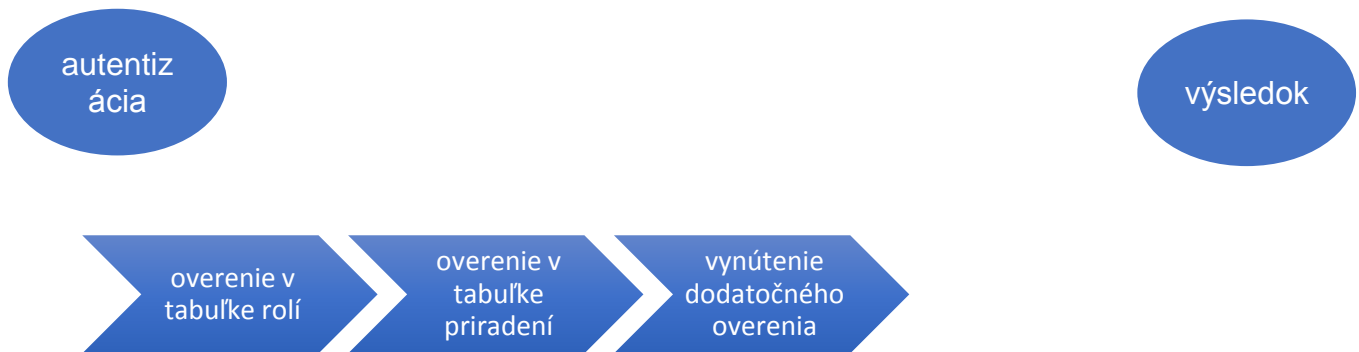 autentiz
ácia
výsledok
overenie v
tabuľke rolí
overenie v
tabuľke
priradení
vynútenie
dodatočného
overenia